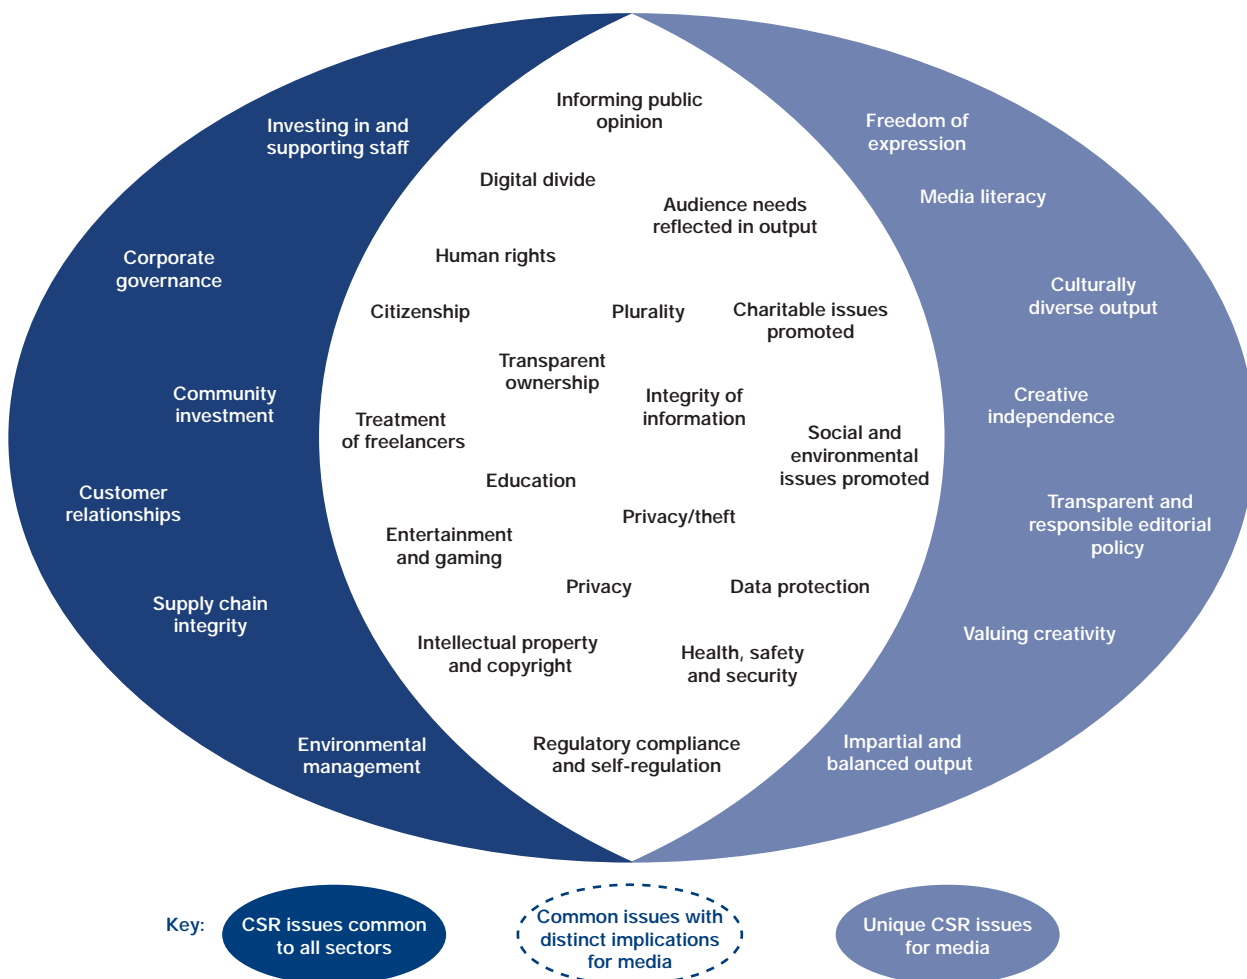 Informing public
opinion
Investing in and
supporting staff
Freedom of
expression
Digital divide
Media literacy
Audience needs
reflected in output
Human rights
Corporate
governance
Culturally
diverse output
Citizenship
Plurality
Charitable issues
promoted
Transparent
ownership
Community
investment
Integrity of
information
Creative
independence
Treatment
of freelancers
Social and
environmental
issues promoted
Education
Customer
relationships
Privacy/theft
Transparent and
responsible editorial
policy
Entertainment
and gaming
Privacy
Data protection
Supply chain
integrity
Valuing creativity
Intellectual property
and copyright
Health, safety
and security
Environmental
management
Regulatory compliance
and self-regulation
Impartial and
balanced output
Key:
CSR issues common
to all sectors
Common issues with
distinct implications
for media
Unique CSR issues
for media